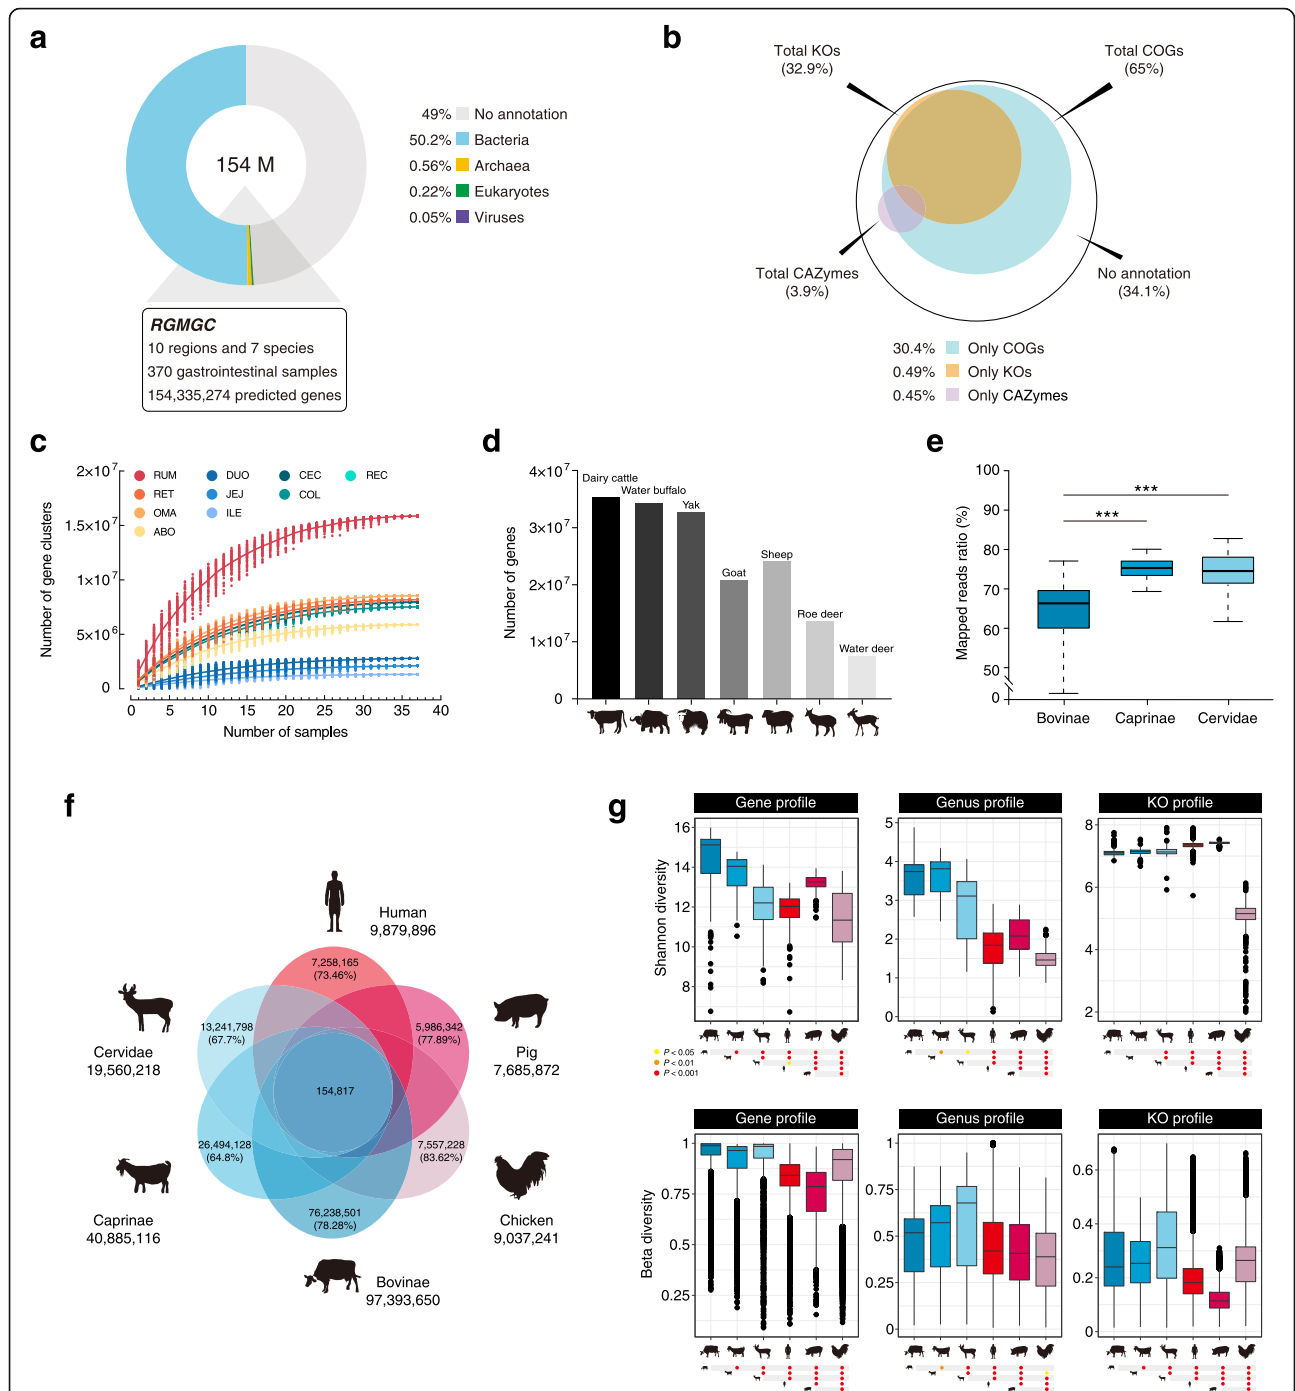 a
154 M
49% No annotation
50.2% Bacteria
0.56% Archaea
0.22% Eukaryotes
0.05% Viruses
RGMGC
10 regions and 7 species
370 gastrointestinal samples
154,335,274 predicted genes
b
Total KOs
(32.9%)
Total COGs
(65%)
Total CAZymes
(3.9%)
No annotation
(34.1%)
30.4% Only COGs
0.49% Only KOs
0.45% Only CAZymes
c
Number of gene clusters
2×10⁷
1.5×10⁷
1×10⁷
5×10⁶
0
RUM DUO CEC REC
RET JEJ COL
OMA ILE
ABO
0 5 10 15 20 25 30 35 40
Number of samples
d
Number of genes
4×10⁷
3×10⁷
2×10⁷
1×10⁷
0
Dairy cattle
Water buffalo
Yak
Goat
Sheep
Roe deer
Water deer
e
Mapped reads ratio (%)
100
90
80
70
60
50
0
***
***
Bovinae Caprinae Cervidae
f
Human
9,879,896
7,258,165
(73.46%)
13,241,798
(67.7%)
5,986,342
(77.89%)
Cervidae
19,560,218
Pig
7,685,872
154,817
26,494,128
(64.8%)
7,557,228
(83.62%)
Caprinae
40,885,116
Chicken
9,037,241
76,238,501
(78.28%)
Bovinae
97,393,650
g
Gene profile Genus profile KO profile
Shannon diversity
16
14
12
10
8
5
4
3
2
1
0
8
6
4
2
P < 0.05
P < 0.01
P < 0.001
Gene profile Genus profile KO profile
Beta diversity
1
0.75
0.5
0.25
1
0.75
0.5
0.25
0
0.6
0.4
0.2
0